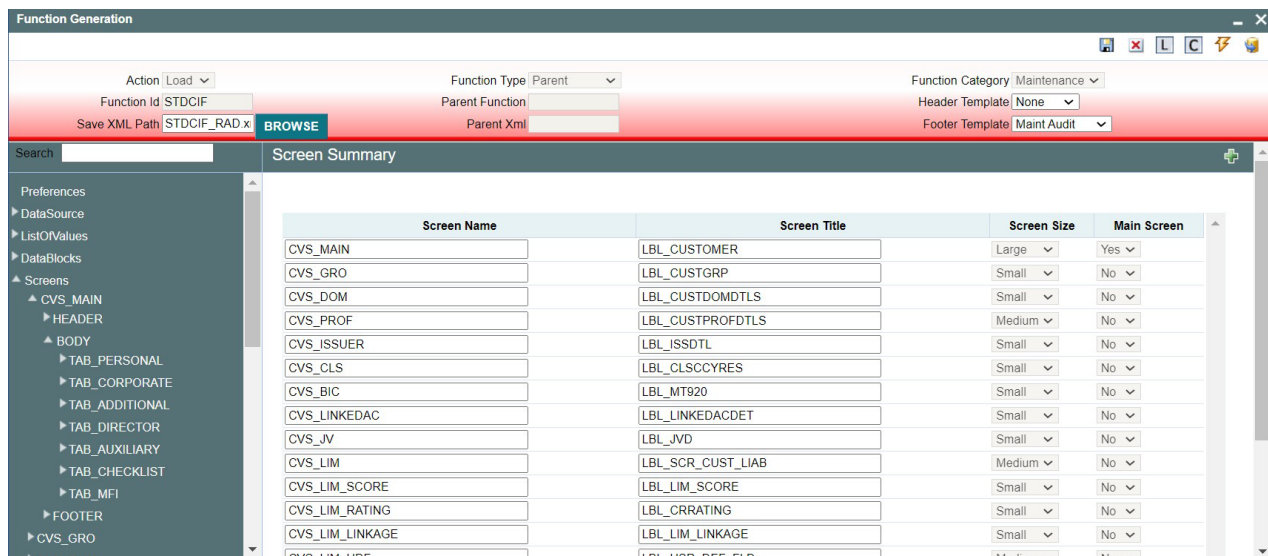 Function Generation
L C
Action Load Function Type Parent Function Category Maintenance
Function Id STDCIF Parent Function Header Template None
Save XML Path STDCIF_RAD.x BROWSE Parent Xml Footer Template Maint Audit
Search Screen Summary
Preferences
DataSource
ListOfValues
DataBlocks
Screens
CVS_MAIN
HEADER
BODY
TAB_PERSONAL
TAB_CORPORATE
TAB_ADDITIONAL
TAB_DIRECTOR
TAB_AUXILIARY
TAB_CHECKLIST
TAB_MFI
FOOTER
CVS_GRO
Screen Name Screen Title Screen Size Main Screen
CVS_MAIN LBL_CUSTOMER Large Yes
CVS_GRO LBL_CUSTGRP Small No
CVS_DOM LBL_CUSTDOMDTLS Small No
CVS_PROF LBL_CUSTPROFDTLS Medium No
CVS_ISSUER LBL_ISSDTL Small No
CVS_CLS LBL_CLSCCYRES Small No
CVS_BIC LBL_MT920 Small No
CVS_LINKEDAC LBL_LINKEDACDET Small No
CVS_JV LBL_JVD Small No
CVS_LIM LBL_SCR_CUST_LIAB Medium No
CVS_LIM_SCORE LBL_LIM_SCORE Small No
CVS_LIM_RATING LBL_CRRATING Small No
CVS_LIM_LINKAGE LBL_LIM_LINKAGE Small No